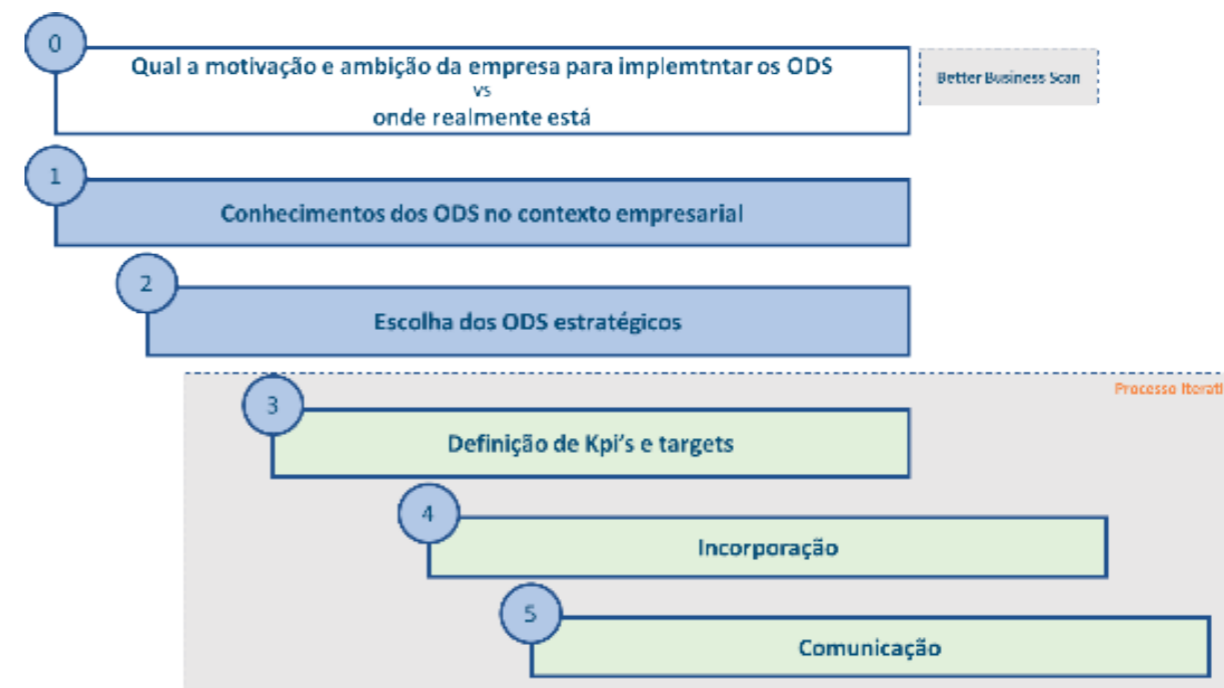 0
Qual a motivação e ambição da empresa para implemtntar os ODS
vs
onde realmente está
Better Business Scan
1
Conhecimentos dos ODS no contexto empresarial
2
Escolha dos ODS estratégicos
Processo Iterati
3
Definição de Kpi's e targets
4
Incorporação
5
Comunicação